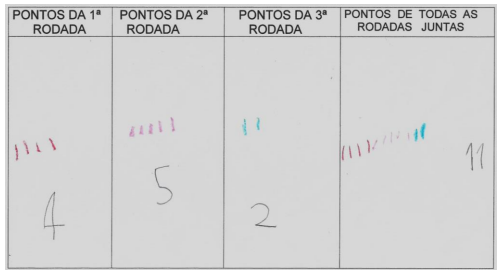 PONTOS DA 1ª
RODADA
PONTOS DA 2ª
RODADA
PONTOS DA 3ª
RODADA
PONTOS DE TODAS AS
RODADAS JUNTAS
4
5
2
11